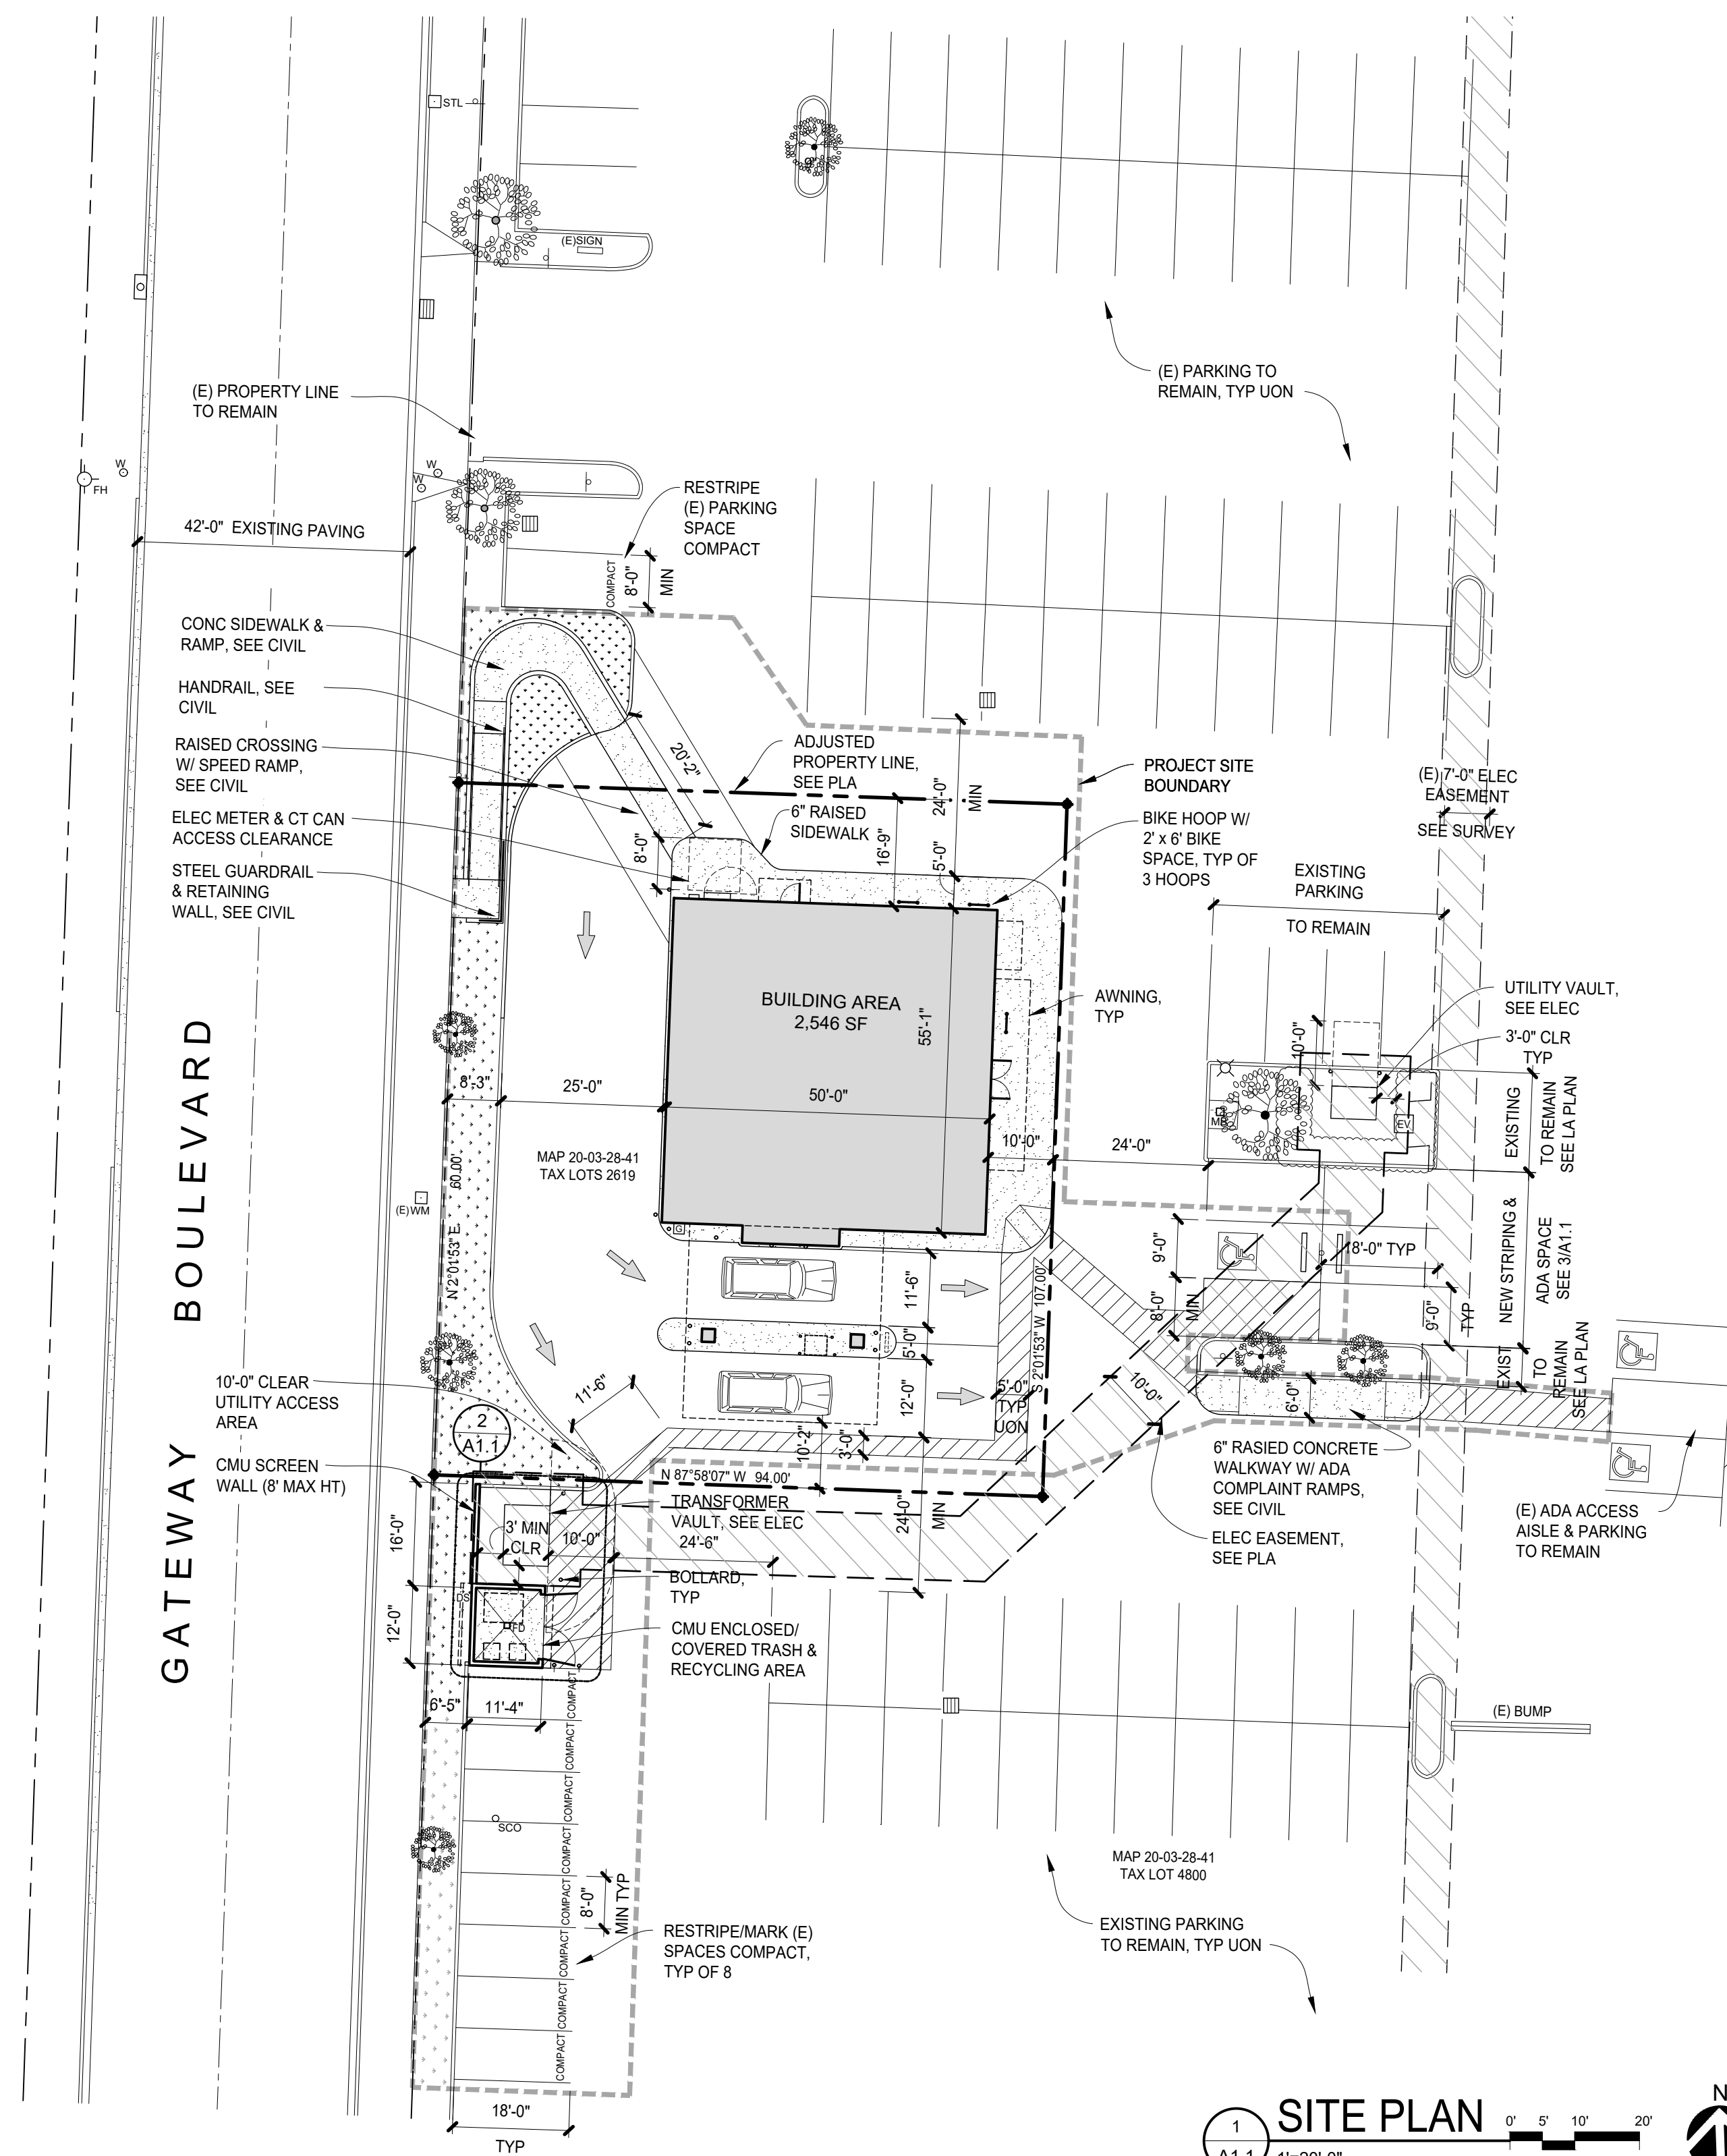 STL
(E)SIGN
(E) PROPERTY LINE
TO REMAIN
(E) PARKING TO
REMAIN, TYP UON
W
FH
W
W
42'-0" EXISTING PAVING
RESTRIPE
(E) PARKING
SPACE
COMPACT
COMPACT
8'-0"
MIN
CONC SIDEWALK &
RAMP, SEE CIVIL
HANDRAIL, SEE
CIVIL
RAISED CROSSING
W/ SPEED RAMP,
SEE CIVIL
ELEC METER & CT CAN
ACCESS CLEARANCE
STEEL GUARDRAIL
& RETAINING
WALL, SEE CIVIL
20'-2"
ADJUSTED
PROPERTY LINE,
SEE PLA
6" RAISED
SIDEWALK
8'-0"
16'-9"
24'-0"
MIN
5'-0"
PROJECT SITE
BOUNDARY
BIKE HOOP W/
2' x 6' BIKE
SPACE, TYP OF
3 HOOPS
(E) 7'-0" ELEC
EASEMENT
SEE SURVEY
EXISTING
PARKING
TO REMAIN
BUILDING AREA
2,546 SF
55'-1"
AWNING,
TYP
UTILITY VAULT,
SEE ELEC
3'-0" CLR
TYP
10'-0"
MB
EV
EXISTING
TO REMAIN
SEE LA PLAN
8'-3"
25'-0"
50'-0"
10'-0"
24'-0"
MAP 20-03-28-41
TAX LOTS 2619
N 2°01'53" E
60.00'
(E)WM
G
GATEWAY BOULEVARD
9'-0"
18'-0" TYP
8'-0"
MIN
9'-0"
TYP
NEW STRIPING &
ADA SPACE
SEE 3/A1.1
EXIST
TO
REMAIN
SEE LA PLAN
11'-6"
5'-0"
12'-0"
S 2°01'53" W 107.00'
5'-0"
TYP
UON
10'-0"
6'-0"
11'-6"
10'-2"
3'-0"
10'-0" CLEAR
UTILITY ACCESS
AREA
2
A1.1
CMU SCREEN
WALL (8' MAX HT)
N 87°58'07" W 94.00'
TRANSFORMER
VAULT, SEE ELEC
24'-6"
3' MIN
CLR
10'-0"
24'-0"
MIN
BOLLARD,
TYP
16'-0"
12'-0"
DS
FD
CMU ENCLOSED/
COVERED TRASH &
RECYCLING AREA
6" RASIED CONCRETE
WALKWAY W/ ADA
COMPLAINT RAMPS,
SEE CIVIL
ELEC EASEMENT,
SEE PLA
(E) ADA ACCESS
AISLE & PARKING
TO REMAIN
6'-5"
11'-4"
(E) BUMP
SCO
COMPACT
COMPACT
COMPACT
COMPACT
COMPACT
COMPACT
COMPACT
COMPACT
8'-0"
MIN TYP
RESTRIPE/MARK (E)
SPACES COMPACT,
TYP OF 8
MAP 20-03-28-41
TAX LOT 4800
EXISTING PARKING
TO REMAIN, TYP UON
18'-0"
TYP
1
SITE PLAN
0' 5' 10' 20'
N